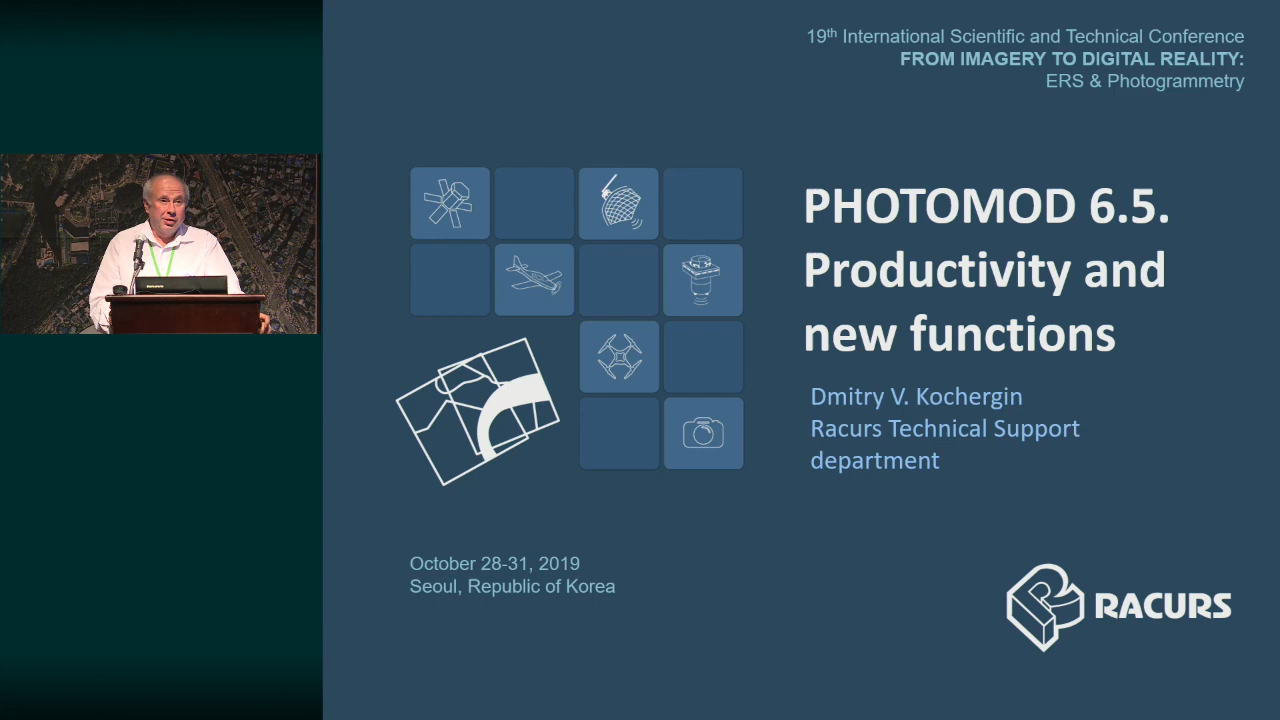 19th International Scientific and Technical Conference
FROM IMAGERY TO DIGITAL REALITY:
ERS & Photogrammetry
PHOTOMOD 6.5.
Productivity and
new functions
Dmitry V. Kochergin
Racurs Technical Support
department
October 28-31, 2019
Seoul, Republic of Korea
RACURS